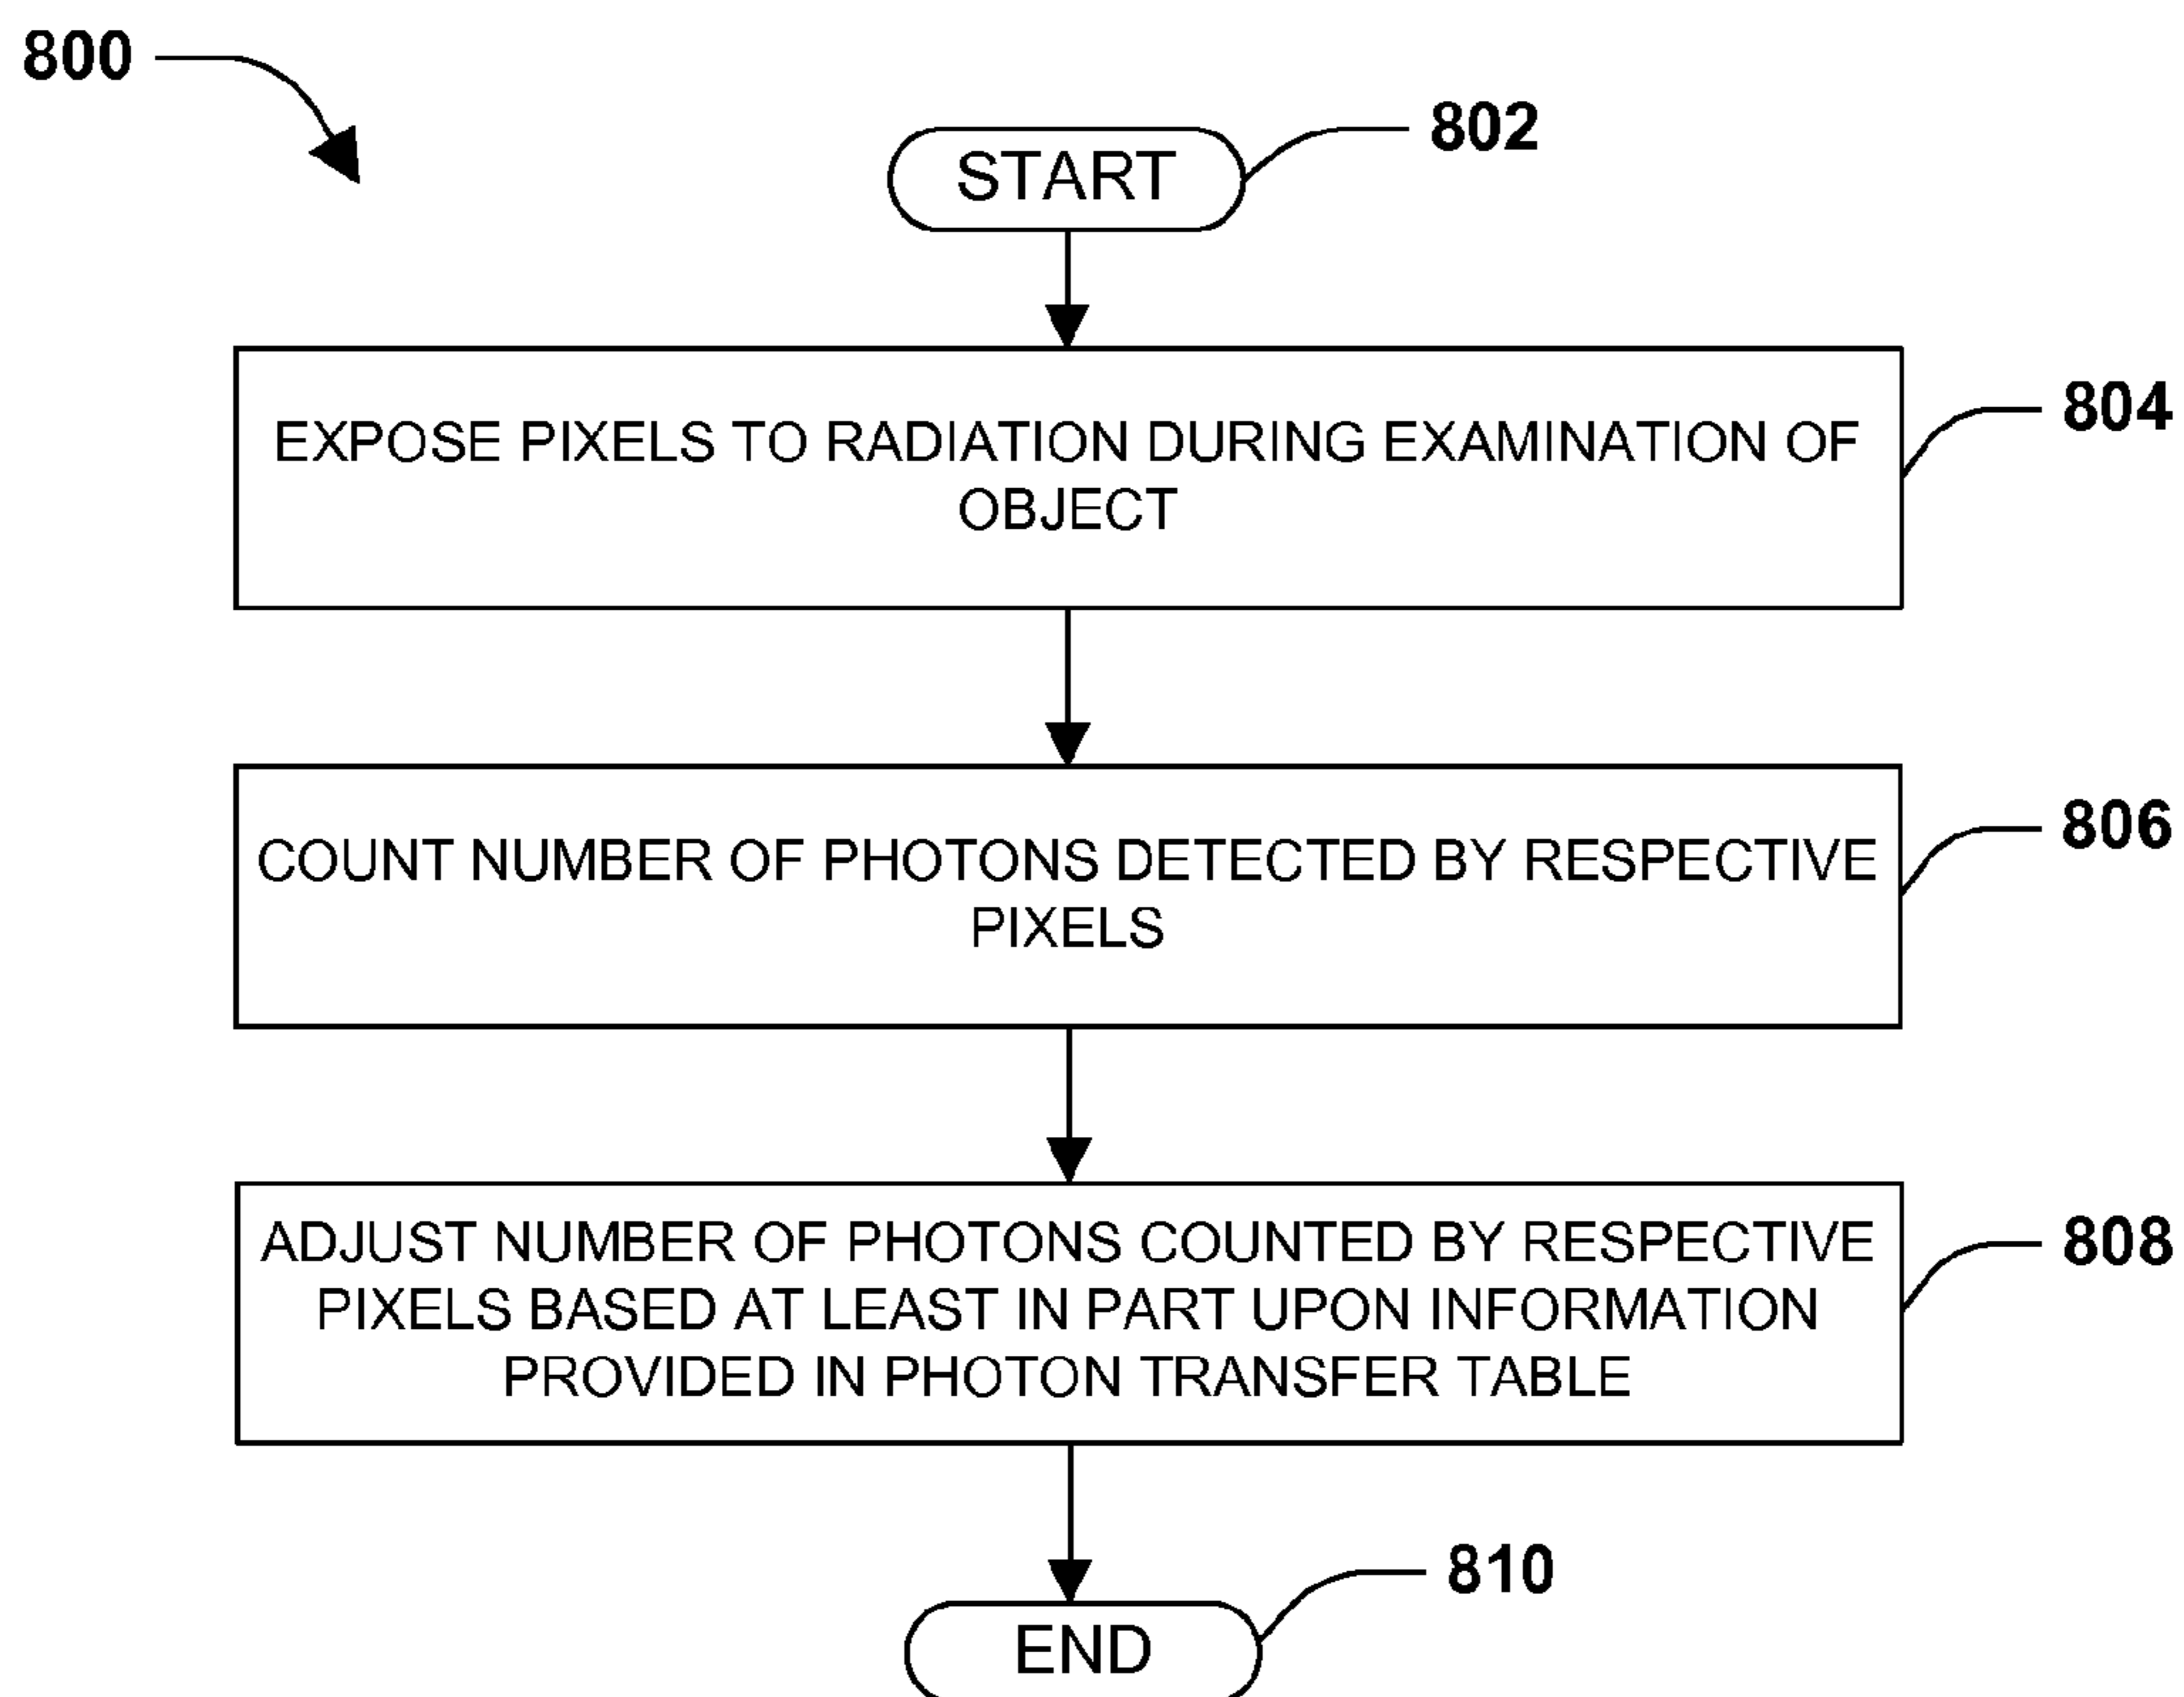 800
START
802
EXPOSE PIXELS TO RADIATION DURING EXAMINATION OF
OBJECT
804
COUNT NUMBER OF PHOTONS DETECTED BY RESPECTIVE
PIXELS
806
ADJUST NUMBER OF PHOTONS COUNTED BY RESPECTIVE
PIXELS BASED AT LEAST IN PART UPON INFORMATION
PROVIDED IN PHOTON TRANSFER TABLE
808
END
810